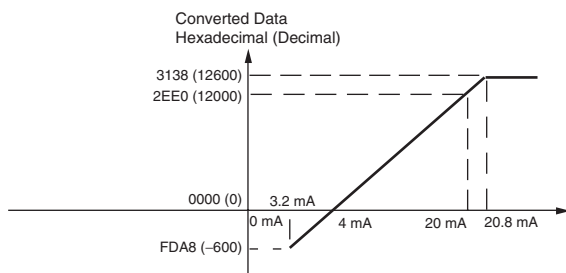 Converted Data
Hexadecimal (Decimal)
3138 (12600)
2EE0 (12000)
0000 (0)
3.2 mA
0 mA
4 mA
20 mA
20.8 mA
FDA8 (−600)